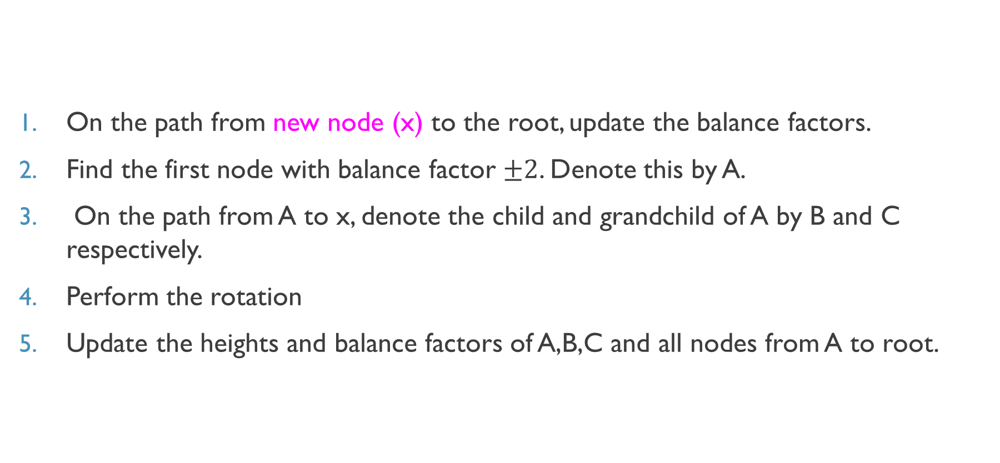 1. On the path from new node (x) to the root, update the balance factors.
2. Find the first node with balance factor ±2. Denote this by A.
3. On the path from A to x, denote the child and grandchild of A by B and C
respectively.
4. Perform the rotation
5. Update the heights and balance factors of A,B,C and all nodes from A to root.